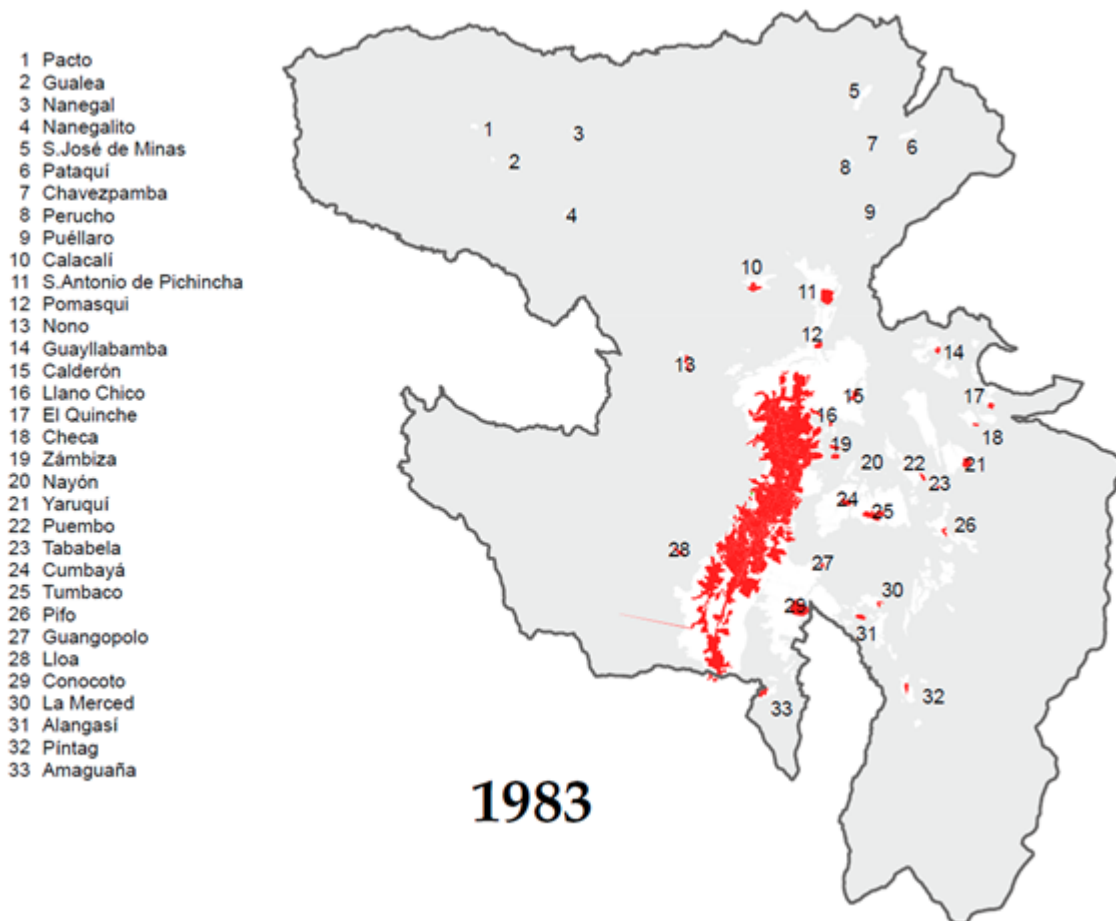 1 Pacto
2 Gualea
3 Nanegal
4 Nanegalito
5 S.José de Minas
6 Pataquí
7 Chavezpamba
8 Perucho
9 Puéllaro
10 Calacalí
11 S.Antonio de Pichincha
12 Pomasqui
13 Nono
14 Guayllabamba
15 Calderón
16 Llano Chico
17 El Quinche
18 Checa
19 Zámbiza
20 Nayón
21 Yaruquí
22 Puembo
23 Tababela
24 Cumbayá
25 Tumbaco
26 Pifo
27 Guangopolo
28 Lloa
29 Conocoto
30 La Merced
31 Alangasí
32 Píntag
33 Amaguaña
5
1
3
7
6
2
8
4
9
10
11
12
14
13
15
17
16
18
19
20
22
21
23
24
25
26
28
27
30
29
31
32
33
1983